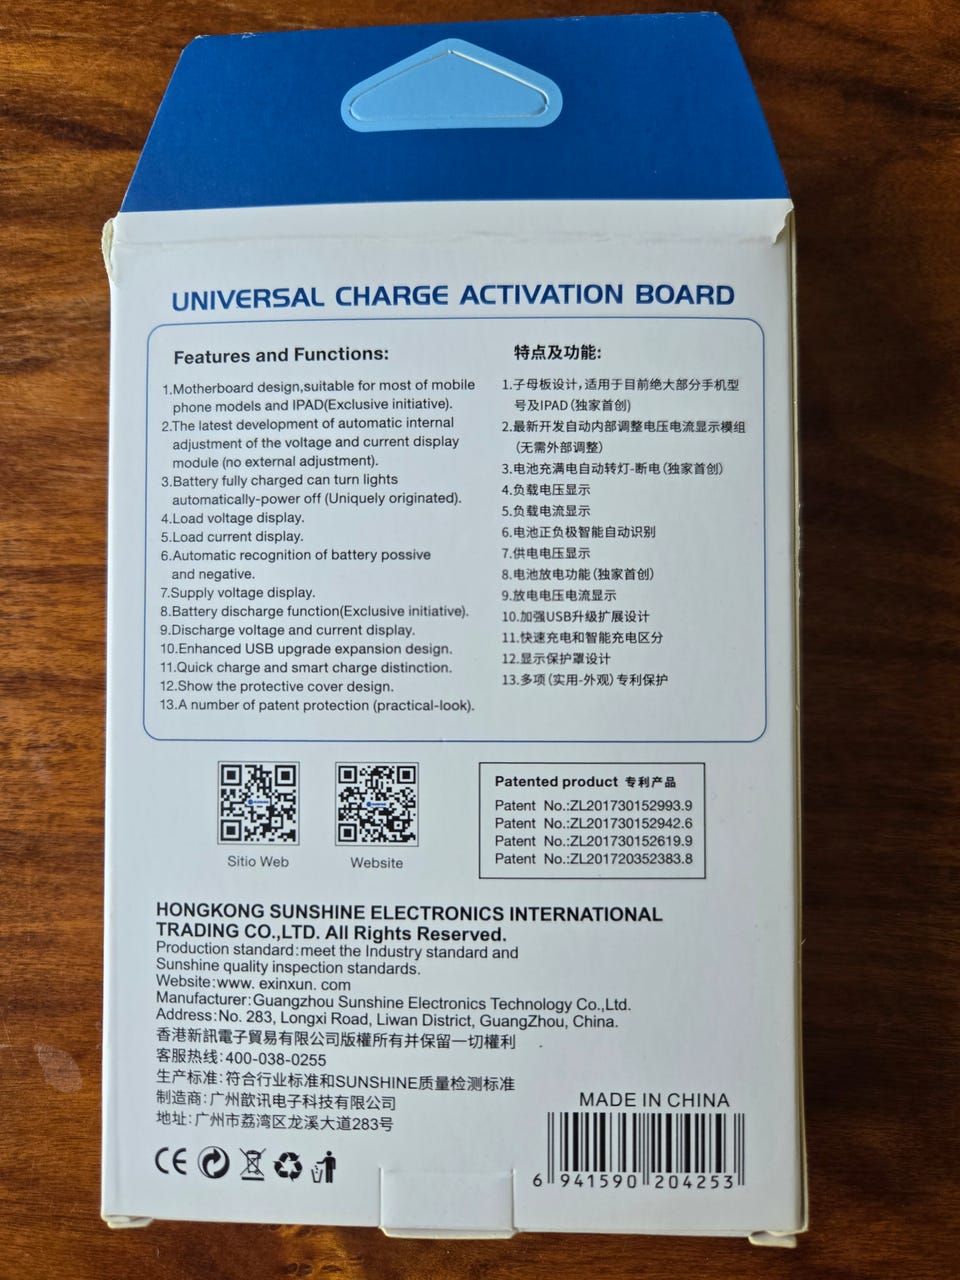 UNIVERSAL CHARGE ACTIVATION BOARD
Features and Functions:
1.Motherboard design,suitable for most of mobile
phone models and IPAD(Exclusive initiative).
2.The latest development of automatic internal
adjustment of the voltage and current display
module (no external adjustment).
3.Battery fully charged can turn lights
automatically-power off (Uniquely originated).
4.Load voltage display.
5.Load current display.
6.Automatic recognition of battery possive
and negative.
7.Supply voltage display.
8.Battery discharge function(Exclusive initiative).
9.Discharge voltage and current display.
10.Enhanced USB upgrade expansion design.
11.Quick charge and smart charge distinction.
12.Show the protective cover design.
13.A number of patent protection (practical-look).
特点及功能:
1.子母板设计,适用于目前绝大部分手机型
号及IPAD(独家首创)
2.最新开发自动内部调整电压电流显示模组
(无需外部调整)
3.电池充满电自动转灯-断电(独家首创)
4.负载电压显示
5.负载电流显示
6.电池正负极智能自动识别
7.供电电压显示
8.电池放电功能(独家首创)
9.放电电压电流显示
10.加强USB升级扩展设计
11.快速充电和智能充电区分
12.显示保护罩设计
13.多项(实用-外观)专利保护
Sitio Web
Website
Patented product 专利产品
Patent No.:ZL201730152993.9
Patent No.:ZL201730152942.6
Patent No.:ZL201730152619.9
Patent No.:ZL201720352383.8
HONGKONG SUNSHINE ELECTRONICS INTERNATIONAL
TRADING CO.,LTD. All Rights Reserved.
Production standard:meet the Industry standard and
Sunshine quality inspection standards.
Website:www. exinxun. com
Manufacturer:Guangzhou Sunshine Electronics Technology Co.,Ltd.
Address:No. 283, Longxi Road, Liwan District, GuangZhou, China.
香港新訊電子貿易有限公司版權所有并保留一切權利
客服热线:400-038-0255
生产标准:符合行业标准和SUNSHINE质量检测标准
制造商:广州歆讯电子科技有限公司
地址:广州市荔湾区龙溪大道283号
CE
MADE IN CHINA
6 941590 204253